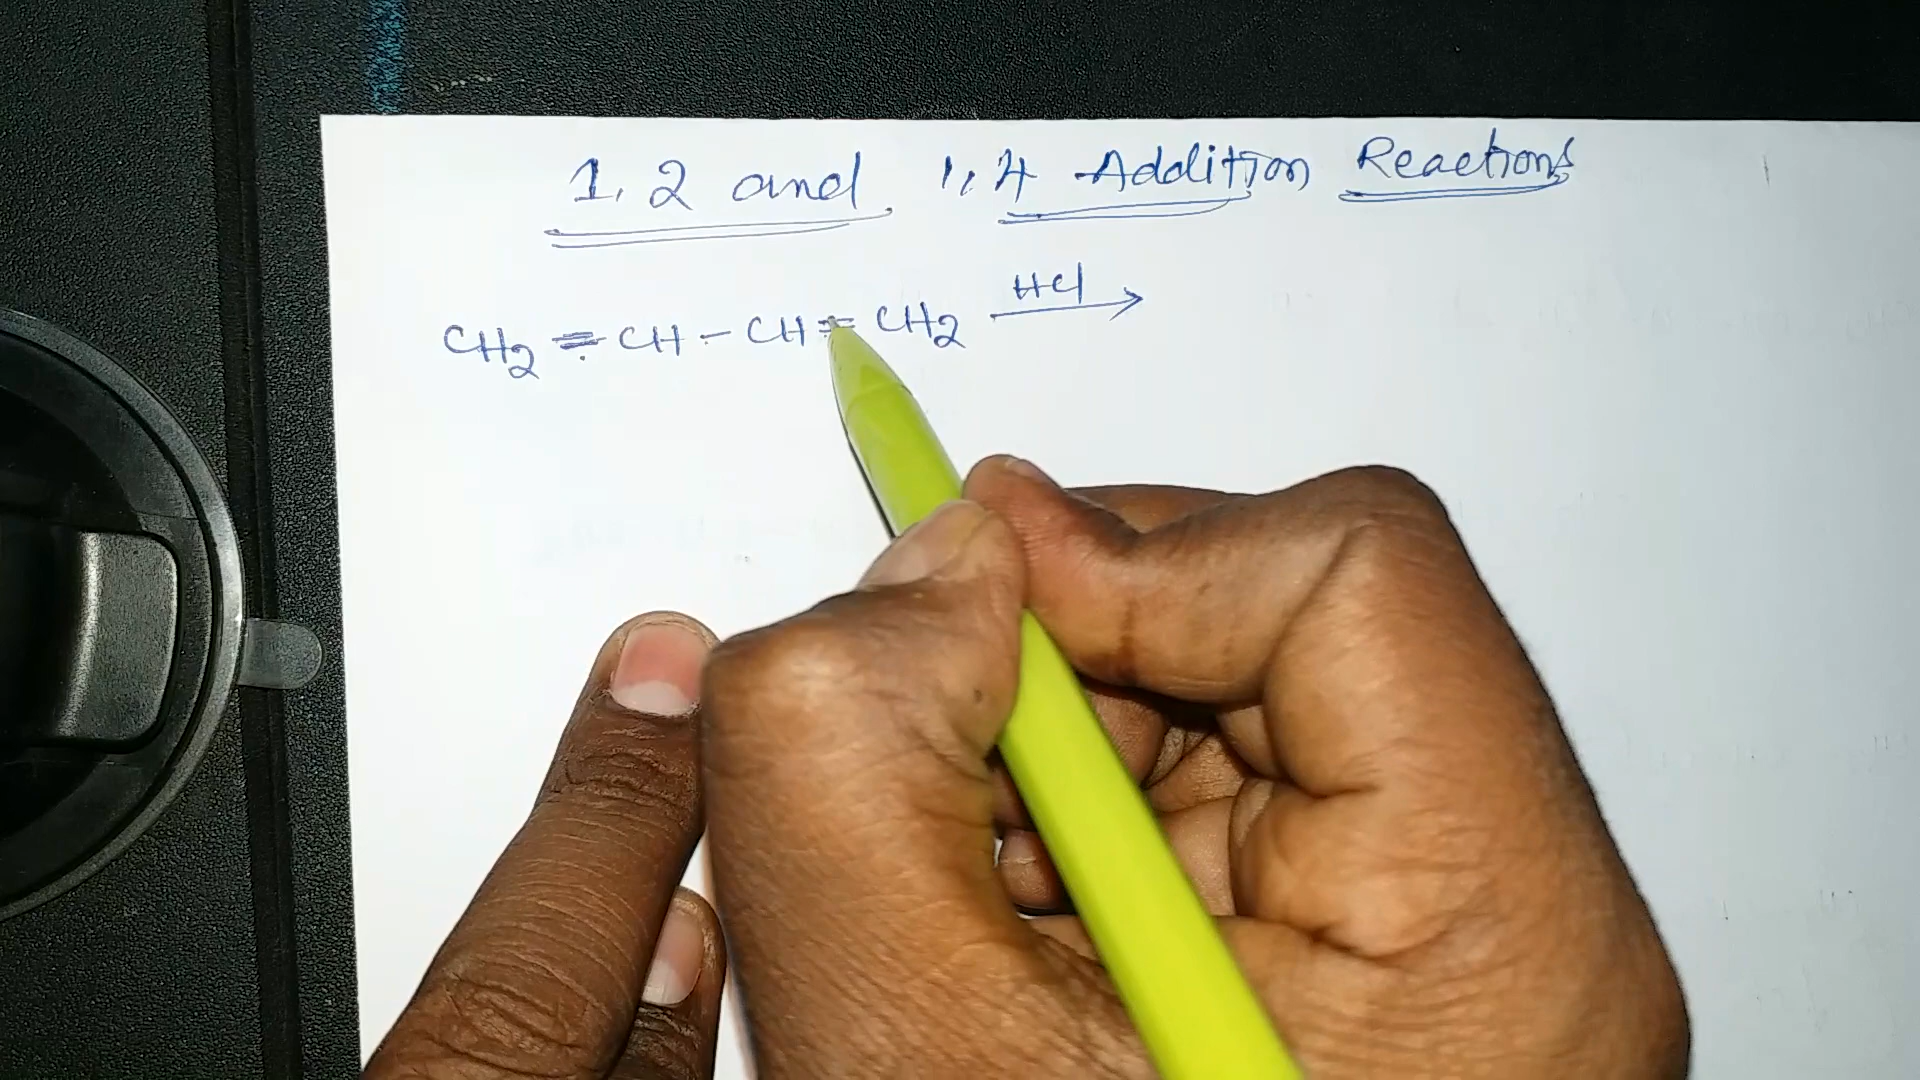 1,2 and 1,4 Addition Reactions
HCl
CH2 = CH - CH = CH2 →